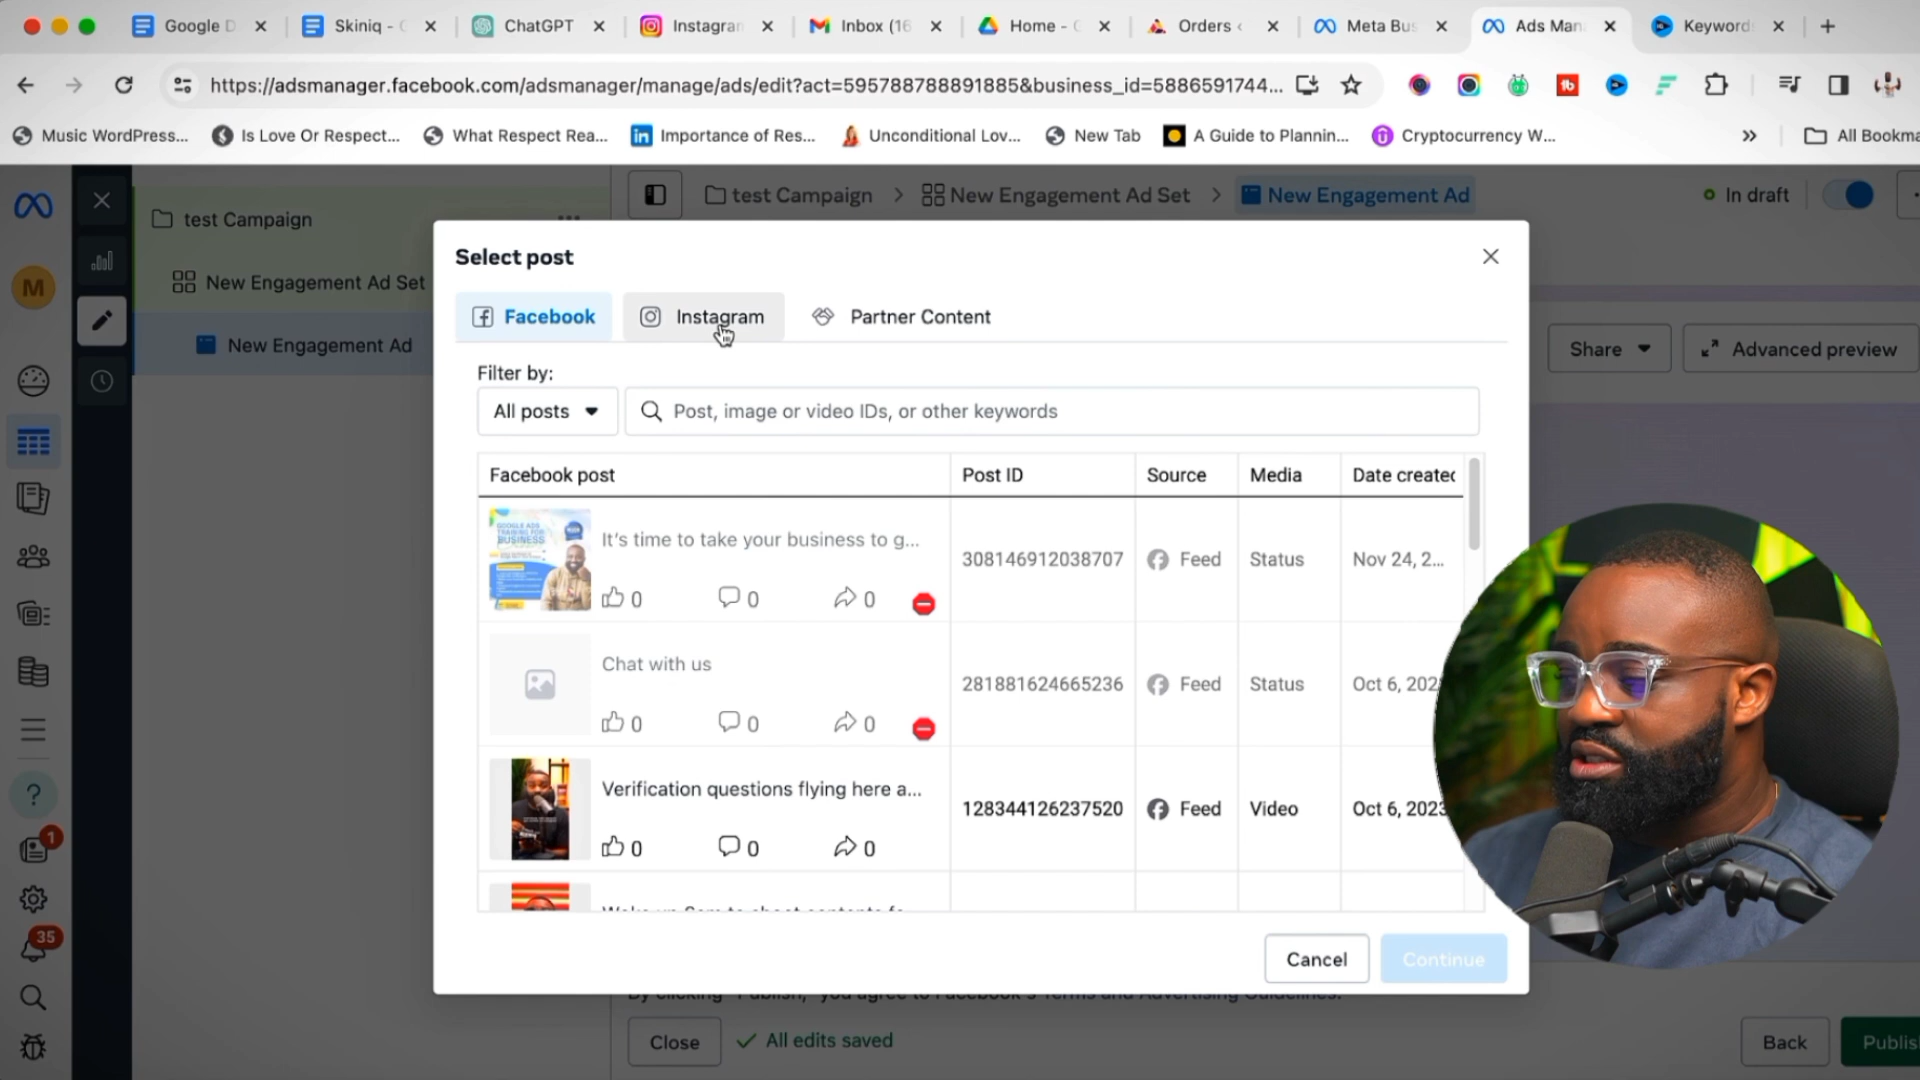 Google D
Skiniq - G
ChatGPT
Instagram
Inbox (16
Home - G
Orders ‹
Meta Bus
Ads Man
Keyword
https://adsmanager.facebook.com/adsmanager/manage/ads/edit?act=595788788891885&business_id=5886591744...
Music WordPress...
Is Love Or Respect...
What Respect Rea...
Importance of Res...
Unconditional Lov...
New Tab
A Guide to Plannin...
Cryptocurrency W...
»
All Bookma
test Campaign
New Engagement Ad Set
New Engagement Ad
test Campaign > New Engagement Ad Set > New Engagement Ad
In draft
M
Share
Advanced preview
Select post
Facebook
Instagram
Partner Content
Filter by:
All posts
Post, image or video IDs, or other keywords
Facebook post
Post ID
Source
Media
Date created
GOOGLE ADS
TRAINING FOR
BUSINESS
It's time to take your business to g...
0 0 0
308146912038707
Feed
Status
Nov 24, 2...
Chat with us
0 0 0
281881624665236
Feed
Status
Oct 6, 202
Verification questions flying here a...
0 0 0
128344126237520
Feed
Video
Oct 6, 2023
Cancel
Continue
By clicking "Publish," you agree to Facebook's Terms and Advertising Guidelines.
Close
All edits saved
Back
Publis
?
1
35